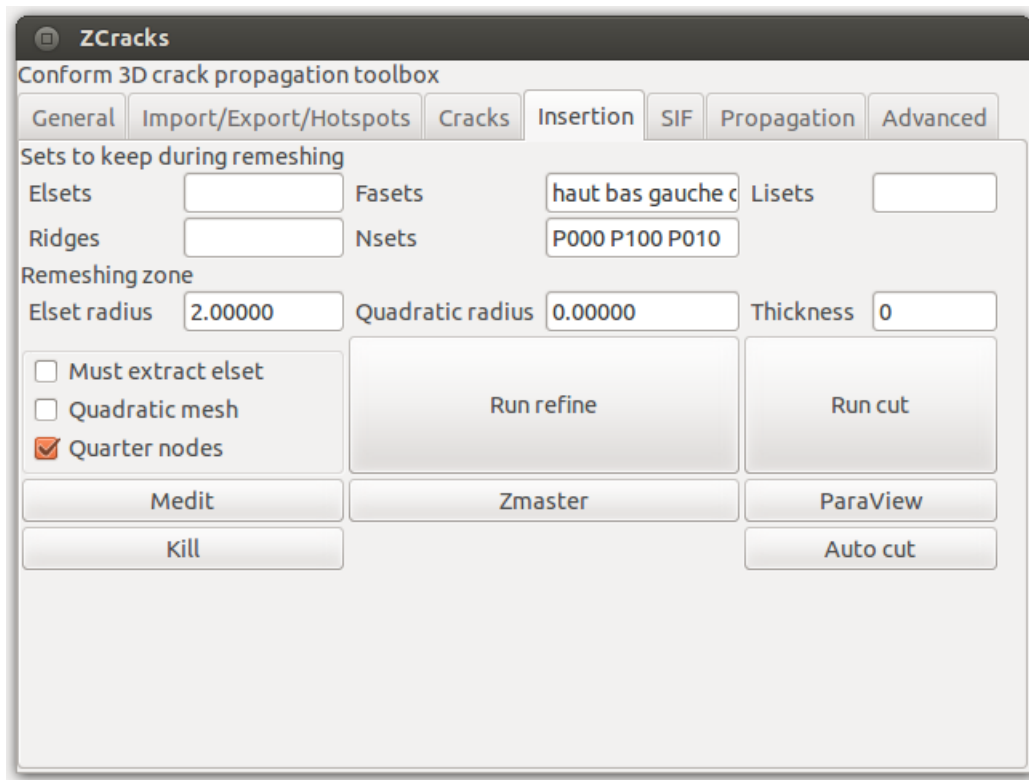 ZCracks
Conform 3D crack propagation toolbox
General Import/Export/Hotspots Cracks Insertion SIF Propagation Advanced
Sets to keep during remeshing
Elsets Fasets haut bas gauche Lisets
Ridges Nsets P000 P100 P010
Remeshing zone
Elset radius 2.00000 Quadratic radius 0.00000 Thickness 0
Must extract elset
Quadratic mesh
Quarter nodes
Run refine Run cut
Medit Zmaster ParaView
Kill Auto cut